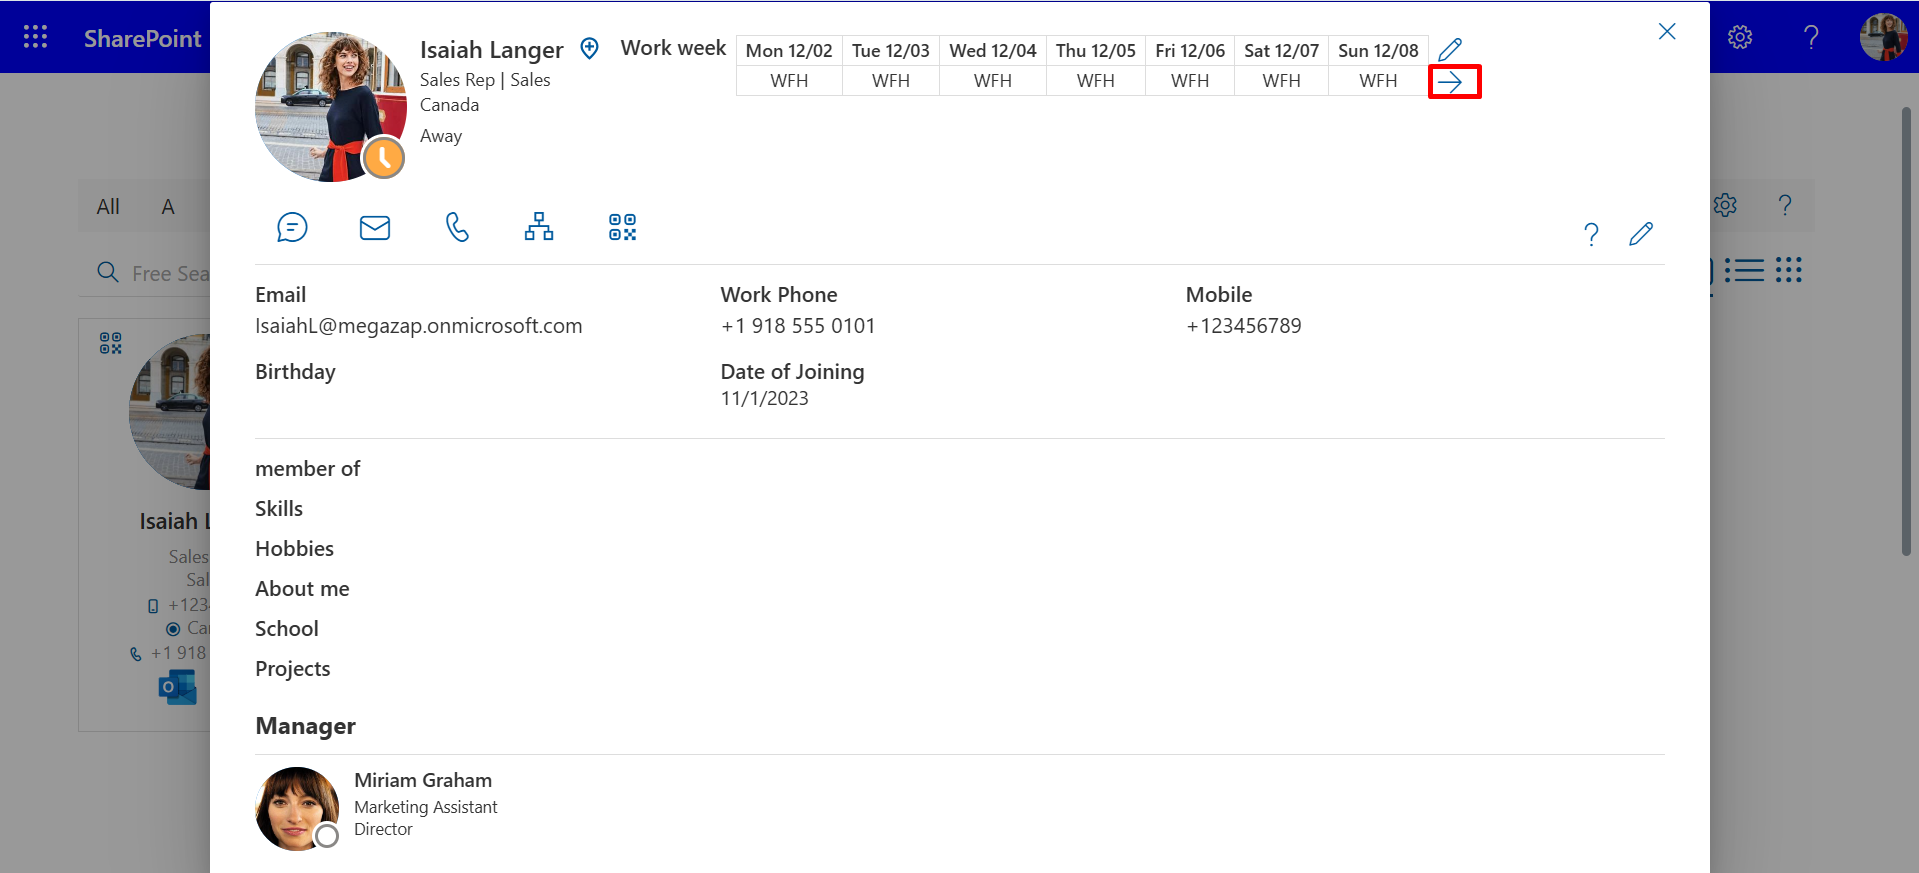 SharePoint
Isaiah Langer
Work week
Mon 12/02 Tue 12/03 Wed 12/04 Thu 12/05 Fri 12/06 Sat 12/07 Sun 12/08
WFH WFH WFH WFH WFH WFH WFH
Sales Rep | Sales
Canada
Away
All A
?
?
?
Free Sea
Email Work Phone Mobile
IsaiahL@megazap.onmicrosoft.com +1 918 555 0101 +123456789
Birthday Date of Joining
11/1/2023
member of
Skills
Hobbies
About me
School
Projects
Isaiah L
Sales
Sal
+123
Ca
+1 918
Manager
Miriam Graham
Marketing Assistant
Director